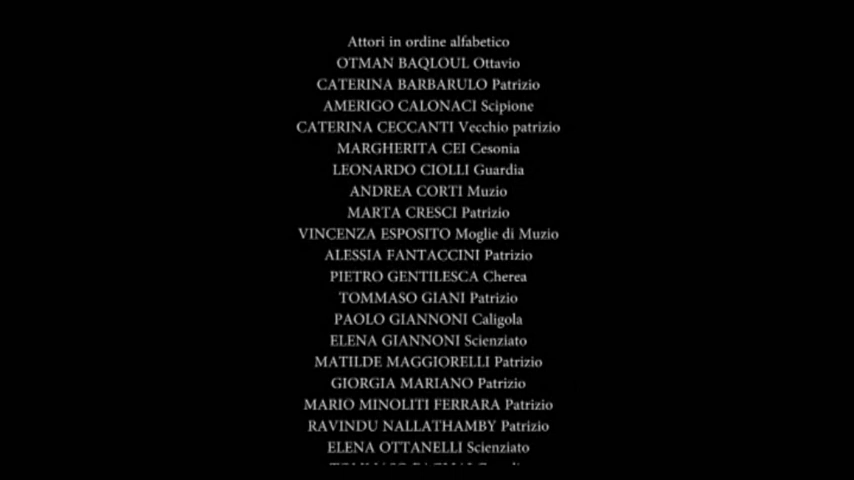 Attori in ordine alfabetico
OTMAN BAQLOUL Ottavio
CATERINA BARBARULO Patrizio
AMERIGO CALONACI Scipione
CATERINA CECCANTI Vecchio patrizio
MARGHERITA CEI Cesonia
LEONARDO CIOLLI Guardia
ANDREA CORTI Muzio
MARTA CRESCI Patrizio
VINCENZA ESPOSITO Moglie di Muzio
ALESSIA FANTACCINI Patrizio
PIETRO GENTILESCA Cherea
TOMMASO GIANI Patrizio
PAOLO GIANNONI Caligola
ELENA GIANNONI Scienziato
MATILDE MAGGIORELLI Patrizio
GIORGIA MARIANO Patrizio
MARIO MINOLITI FERRARA Patrizio
RAVINDU NALLATHAMBY Patrizio
ELENA OTTANELLI Scienziato